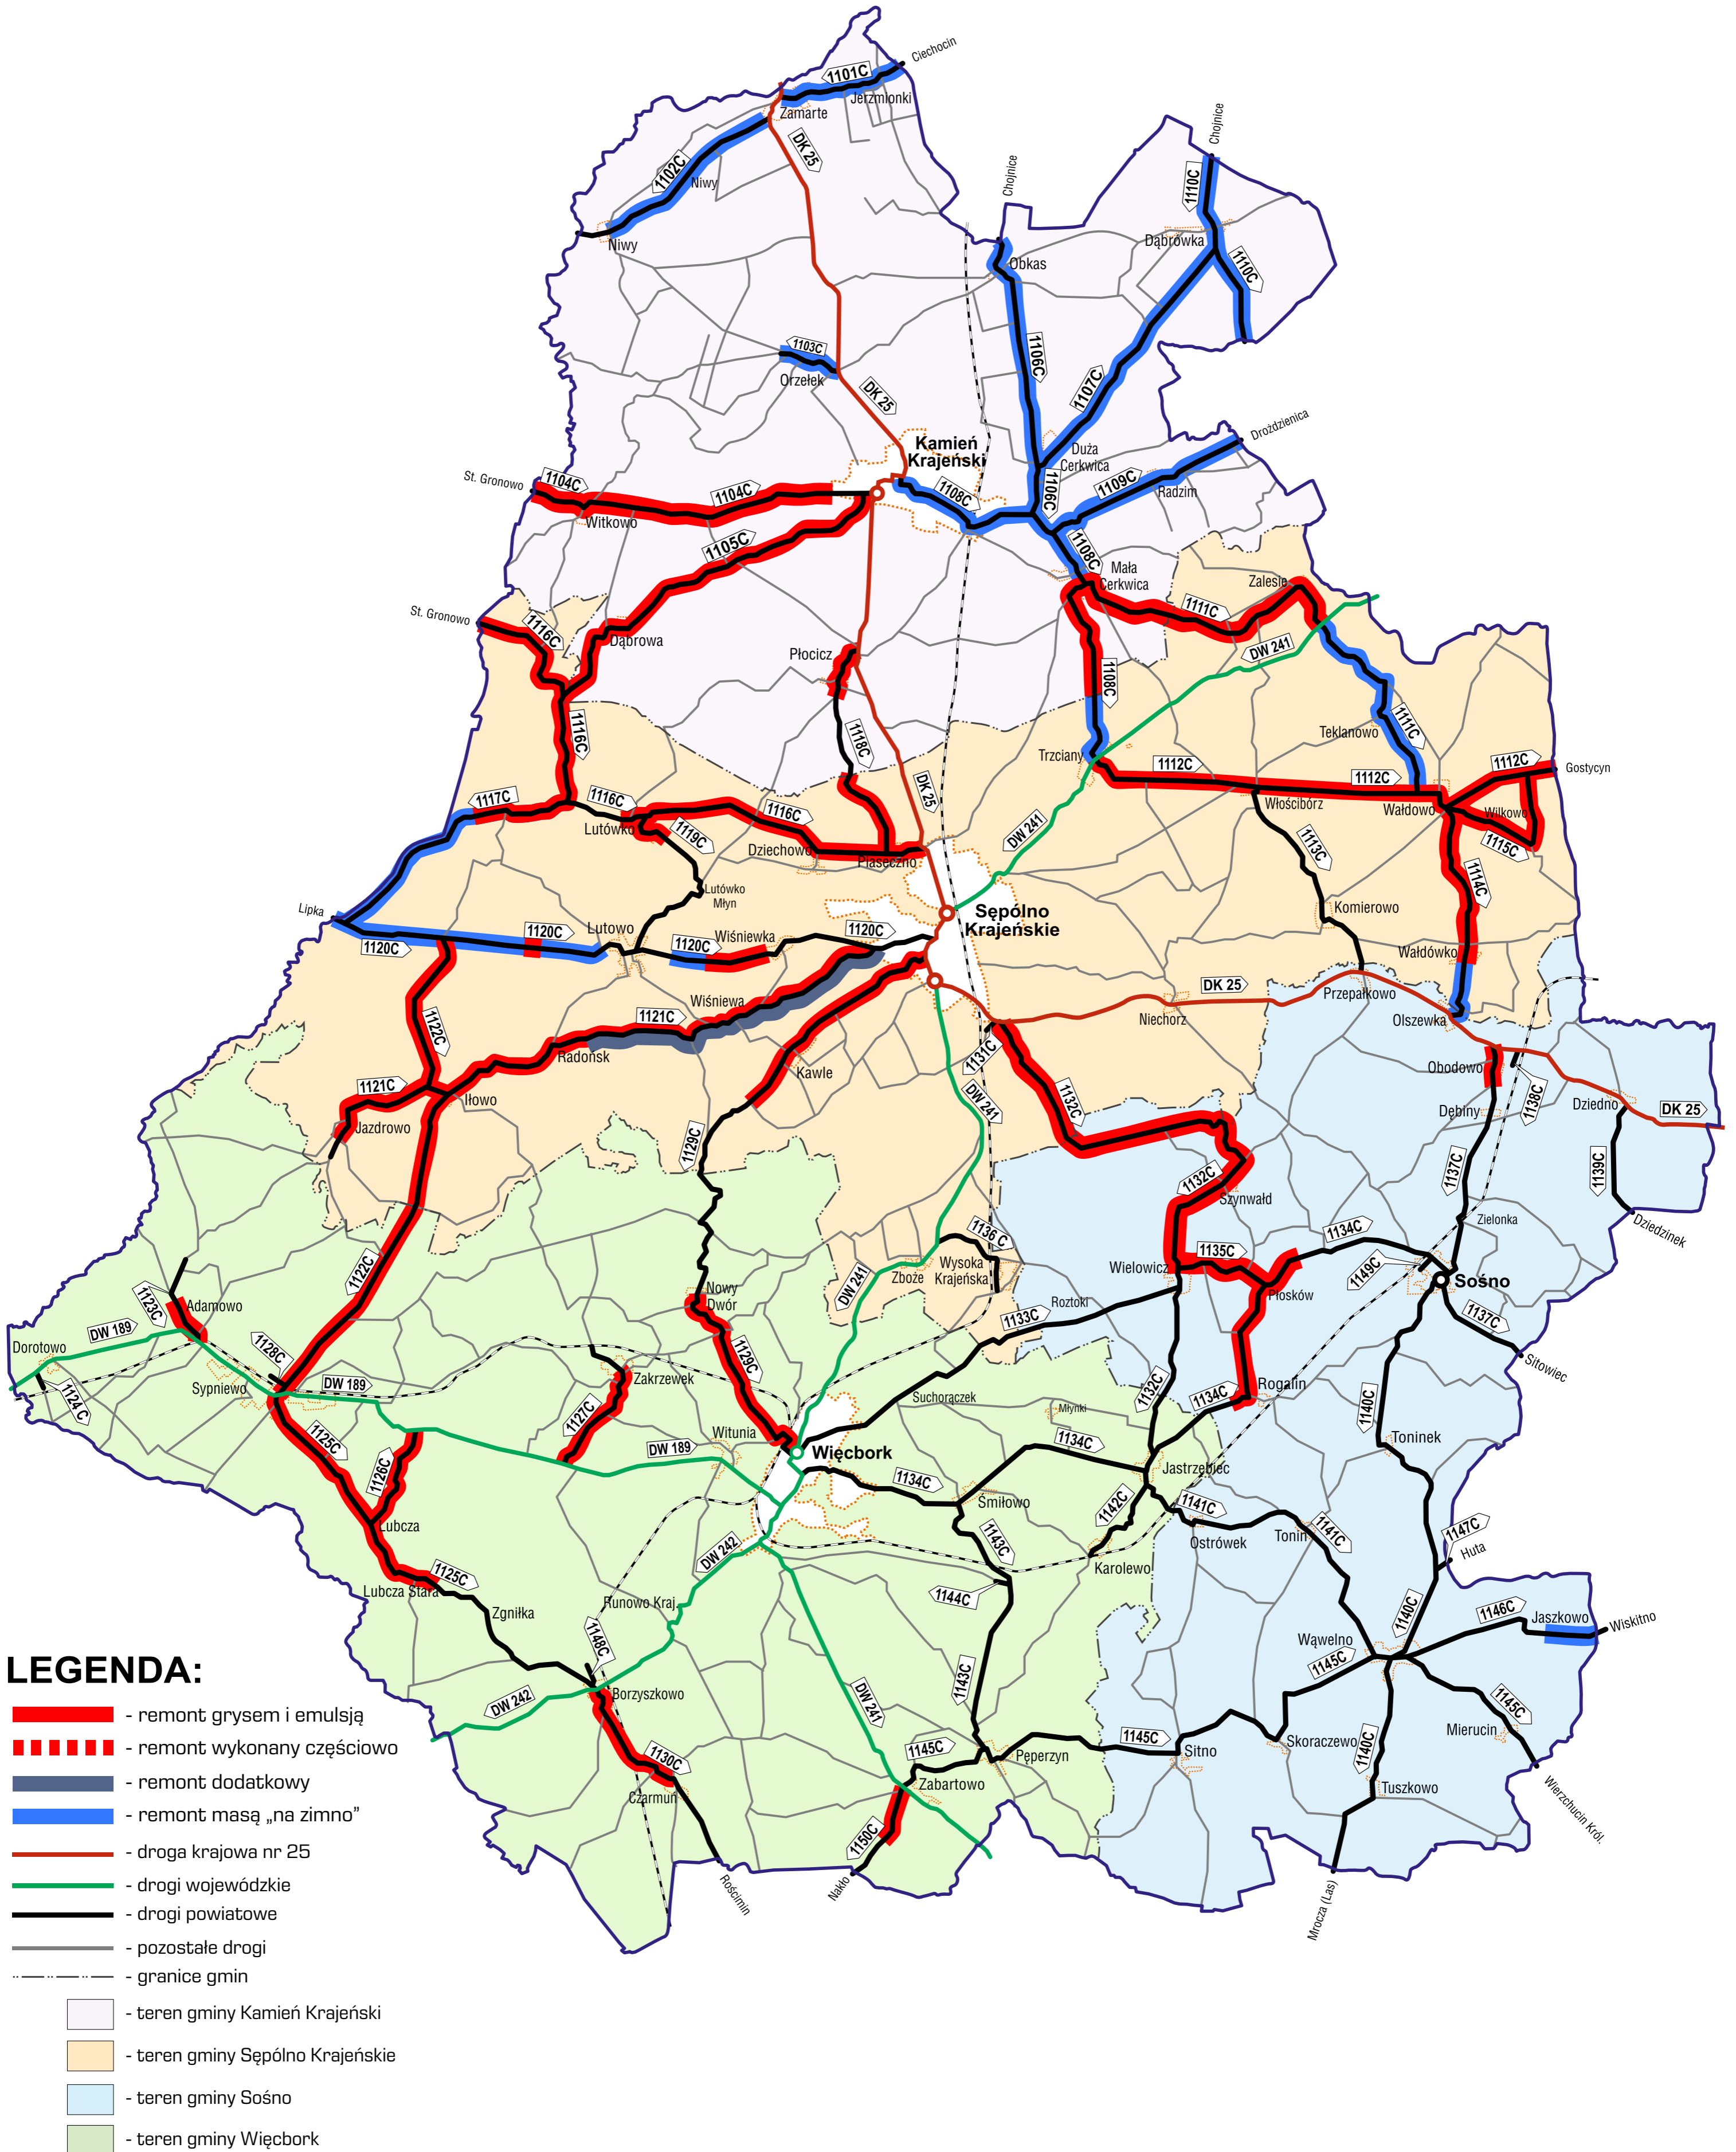 Ciechocin
1101C
Jerzmionki
Zamarte
DK 25
1102C
Niwy
Niwy
Chojnice
Chojnice
1110C
Dąbrówka
1110C
Obkas
1103C
Orzełek
DK 25
1106C
1107C
Kamień
Krajeński
Duża
Cerkwica
Drożdzienica
St. Gronowo
1104C
1104C
Witkowo
1108C
1106C
1109C
Radzim
1105C
1108C
Mała
Cerkwica
Zalesie
1111C
DW 241
St. Gronowo
1116C
Dąbrowa
Płocicz
1108C
1116C
1118C
Trzciany
Teklanowo
1111C
1112C
1112C
1112C
Gostycyn
DK 25
Włościbórz
Wałdowo
Wilkowo
1115C
1117C
1116C
1116C
Lutówko
1119C
Dziechowo
Piaseczno
DW 241
1113C
1114C
Lutówko
Młyn
Lipka
Sępólno
Krajeńskie
Komierowo
1120C
1120C
Lutowo
1120C
Wiśniewka
1120C
Wałdówko
Wiśniewa
1121C
Radońsk
DK 25
Niechorz
Przepałkowo
Olszewka
1122C
Kawle
1131C
1132C
Obodowo
1138C
Dziedno
DK 25
1121C
Iłowo
Jazdrowo
DW 241
Dębiny
1129C
1137C
1139C
1132C
Szynwałd
Zielonka
Dziedzinek
1136 C
Wysoka
Krajeńska
Zboże
1134C
1135C
Wielowicz
1149C
Sośno
Płosków
1122C
DW 241
Nowy
Dwór
Roztoki
1133C
1137C
Sitowiec
1123C
Adamowo
DW 189
Dorotowo
1128C
Sypniewo
DW 189
1124 C
1129C
Zakrzewek
1127C
Suchorączek
1132C
1134C
Rogalin
Młynki
1140C
Toninek
1125C
1126C
Witunia
DW 189
Więcbork
1134C
1134C
Jastrzębiec
Śmiłowo
1142C
1141C
Ostrówek
Tonin
1141C
1147C
Huta
Lubcza
DW 242
1143C
Karolewo
1125C
Lubcza Stara
1144C
Zgniłka
Runowo Kraj.
1148C
1140C
1146C
Jaszkowo
Wiskitno
Wąwelno
1145C
LEGENDA:
- remont grysem i emulsją
- remont wykonany częściowo
- remont dodatkowy
- remont masą „na zimno”
- droga krajowa nr 25
- drogi wojewódzkie
- drogi powiatowe
- pozostałe drogi
- granice gmin
- teren gminy Kamień Krajeński
- teren gminy Sępólno Krajeńskie
- teren gminy Sośno
- teren gminy Więcbork
DW 242
Borzyszkowo
DW 241
1143C
1145C
Mierucin
1130C
Czarmuń
1145C
Pęperzyn
1145C
Sitno
Skoraczewo
1140C
Tuszkowo
Wierzchucin Król.
Zabartowo
1150C
Nakło
Rościmin
Mrocza (Las)